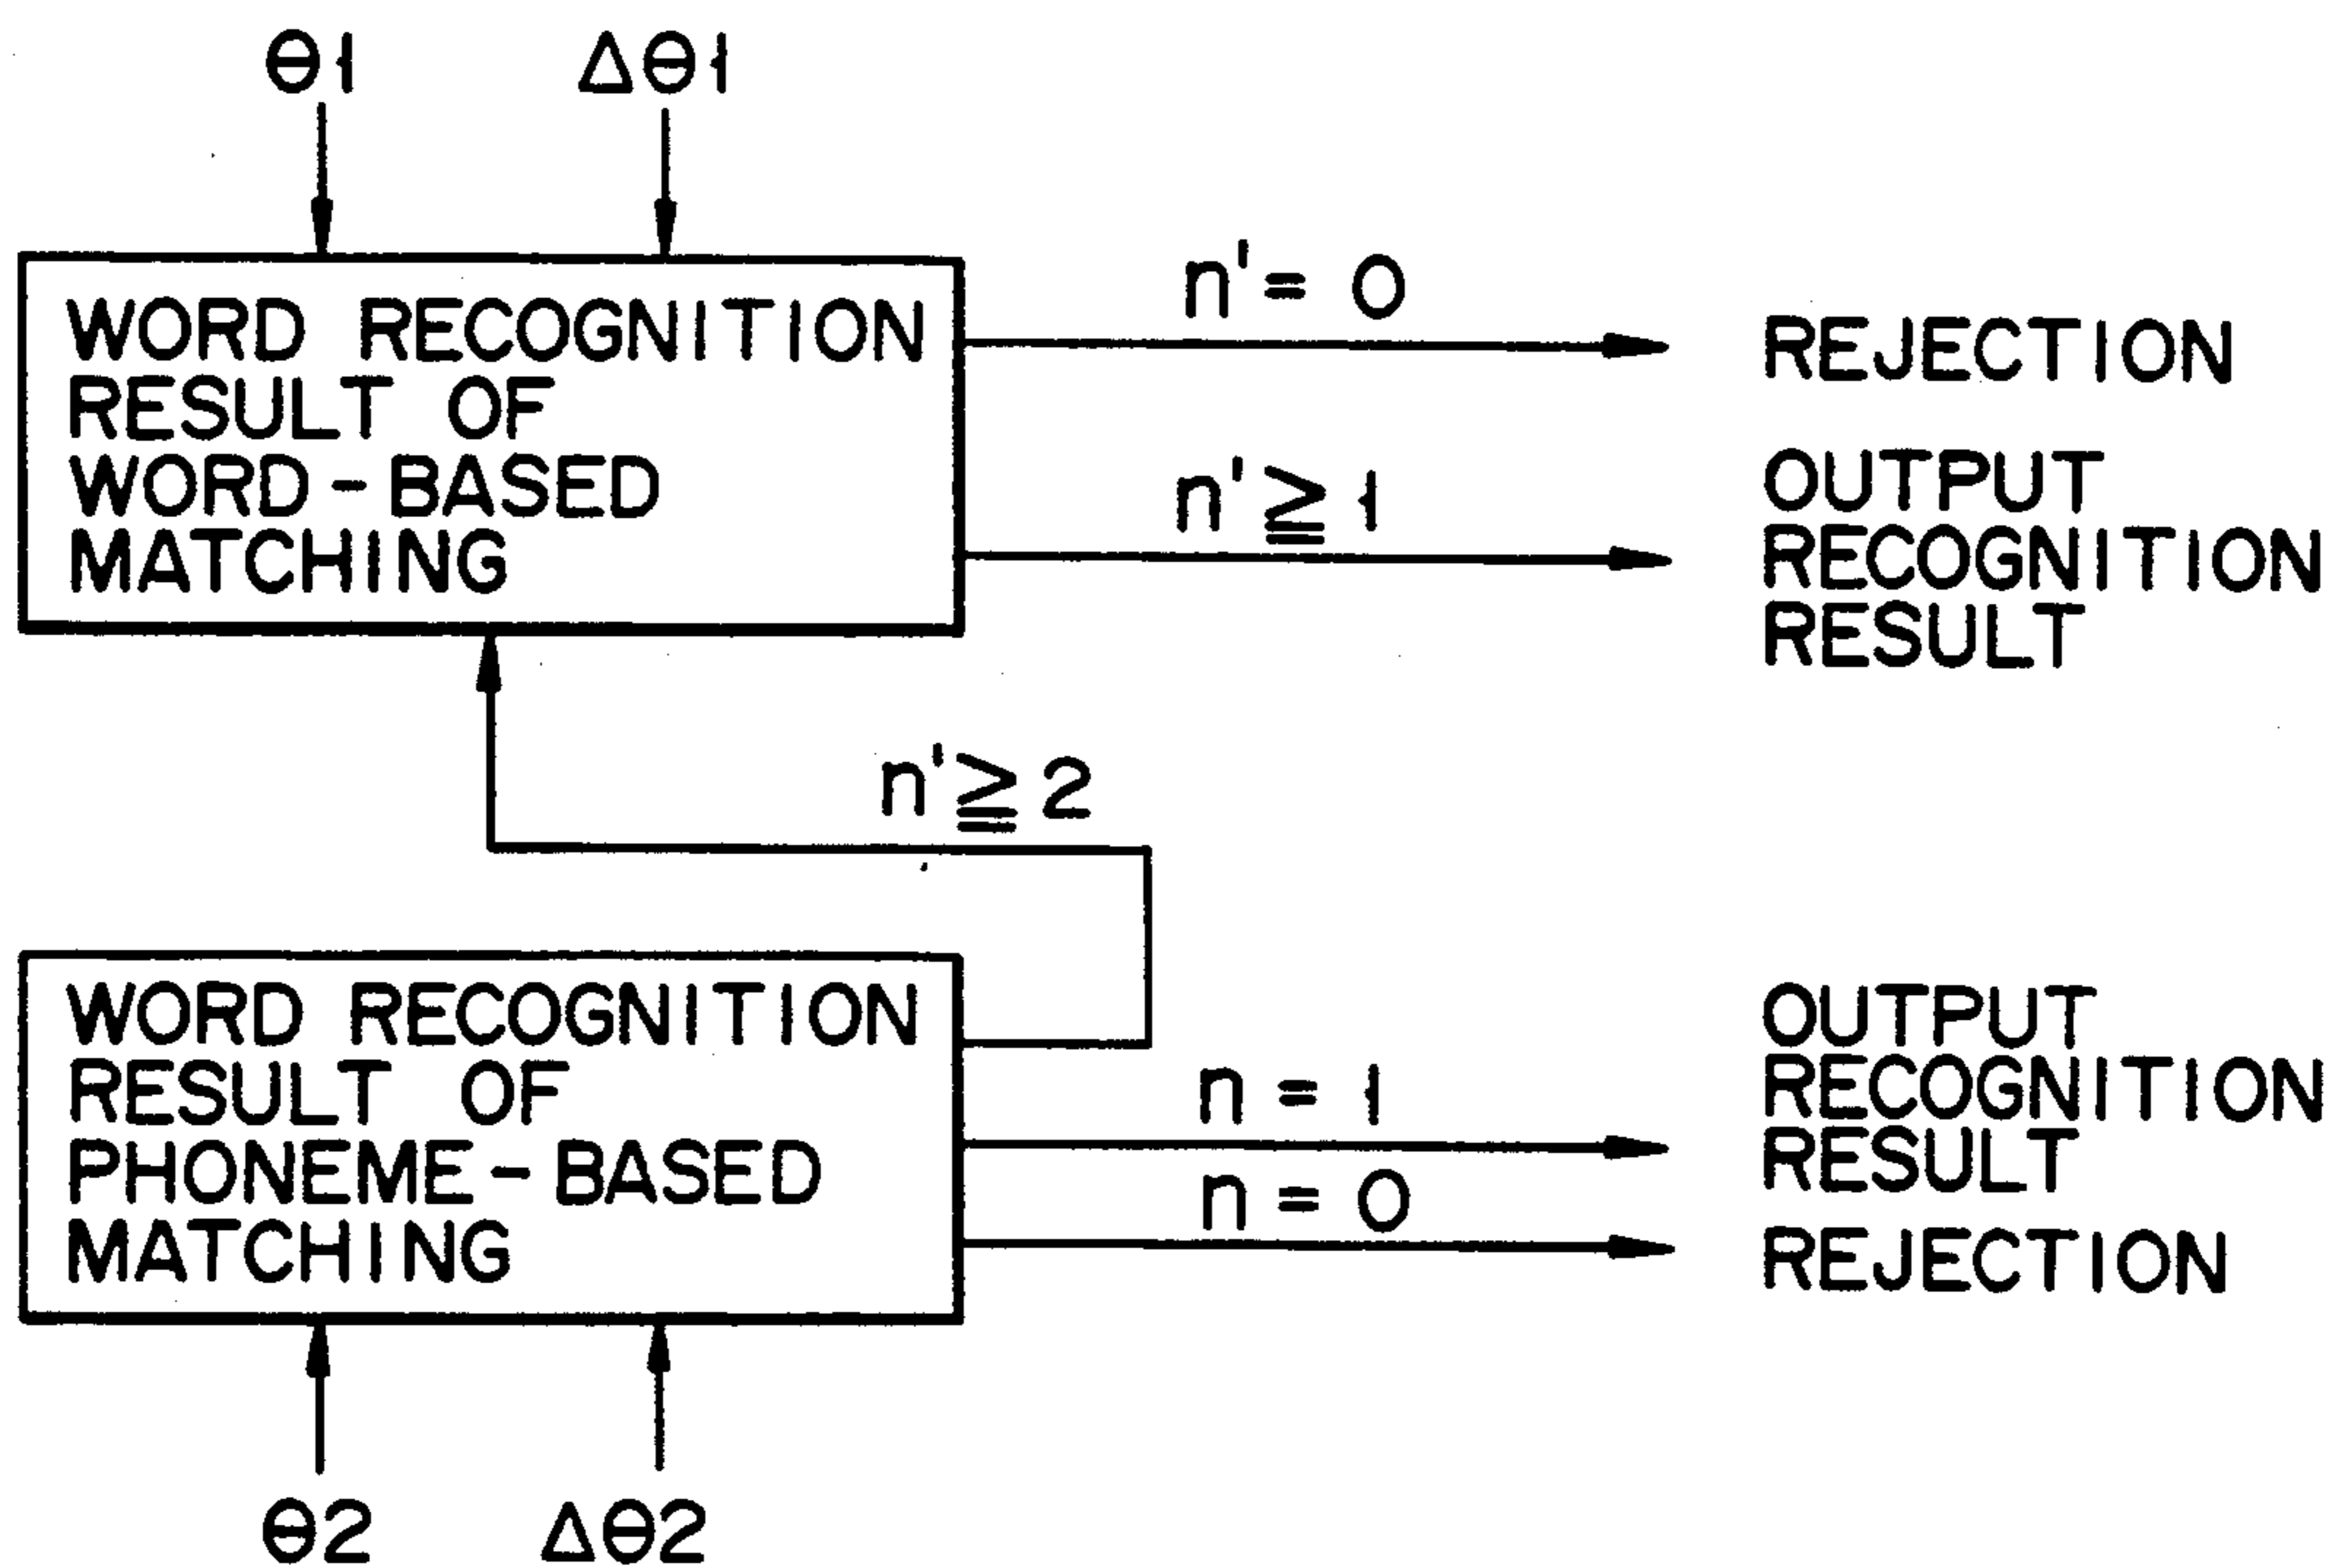 θ1 Δθ1
WORD RECOGNITION
RESULT OF
WORD-BASED
MATCHING
n'= 0
REJECTION
n'≧ 1
OUTPUT
RECOGNITION
RESULT
n'≧ 2
WORD RECOGNITION
RESULT OF
PHONEME-BASED
MATCHING
n = 1
OUTPUT
RECOGNITION
RESULT
n = 0
REJECTION
θ2 Δθ2